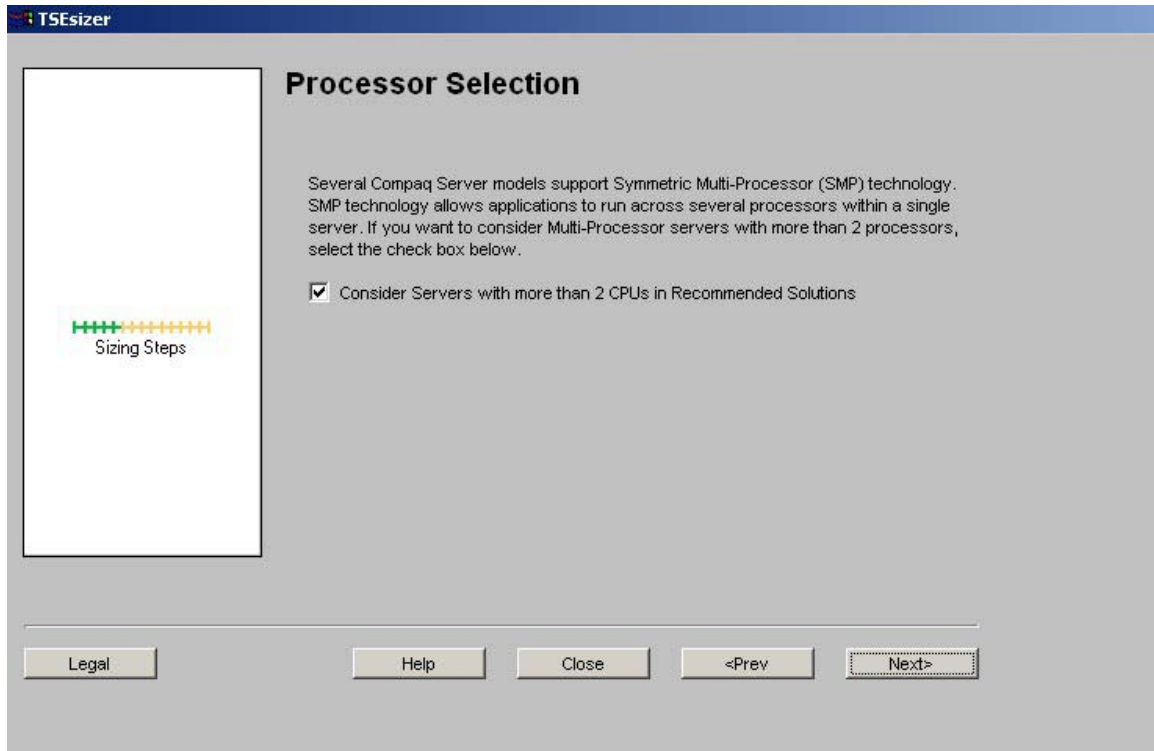 TSEsizer
Processor Selection
Several Compaq Server models support Symmetric Multi-Processor (SMP) technology.
SMP technology allows applications to run across several processors within a single
server. If you want to consider Multi-Processor servers with more than 2 processors,
select the check box below.
Consider Servers with more than 2 CPUs in Recommended Solutions
Sizing Steps
Legal
Help
Close
<Prev
Next>